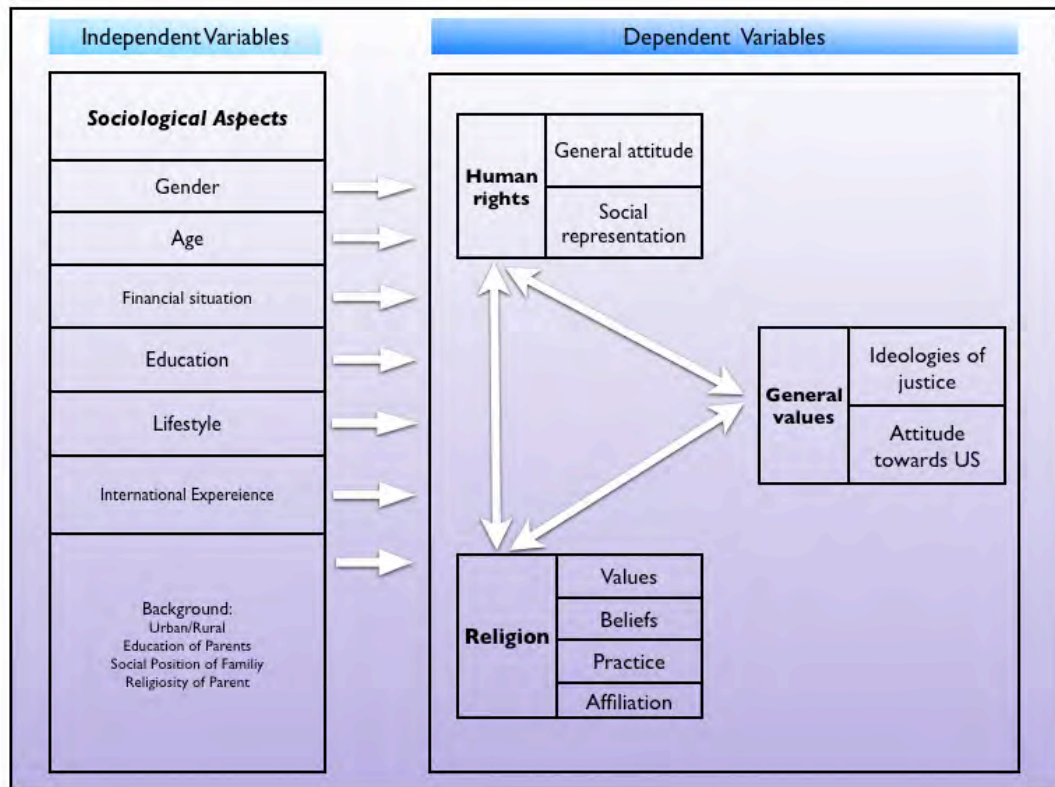 Independent Variables
Dependent Variables
Sociological Aspects
Gender
Age
Financial situation
Education
Lifestyle
International Expereience
Background:
Urban/Rural
Education of Parents
Social Position of Familiy
Religiosity of Parent
Human
rights
General attitude
Social
representation
General
values
Ideologies of
justice
Attitude
towards US
Religion
Values
Beliefs
Practice
Affiliation